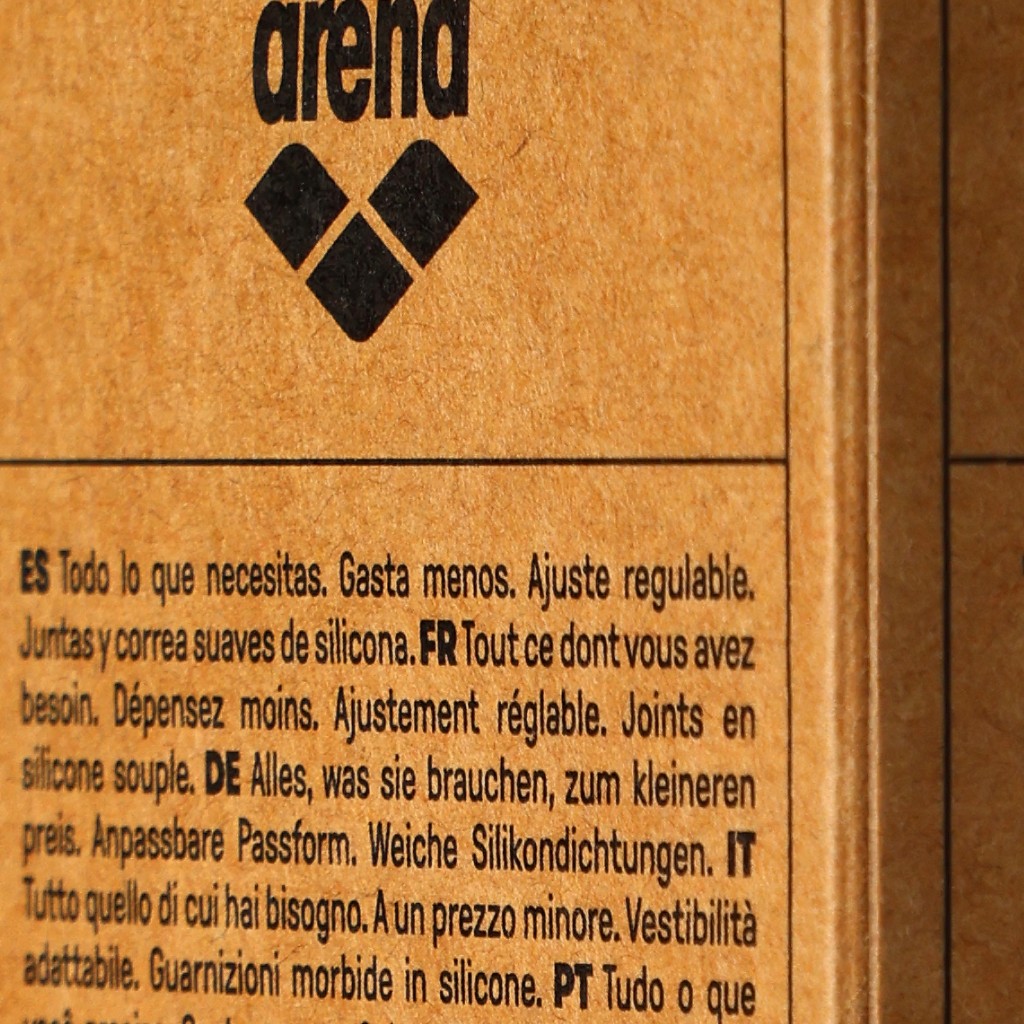 arena
ES Todo lo que necesitas. Gasta menos. Ajuste regulable.
Juntas y correa suaves de silicona. FR Tout ce dont vous avez
besoin. Dépensez moins. Ajustement réglable. Joints en
silicone souple. DE Alles, was sie brauchen, zum kleineren
preis. Anpassbare Passform. Weiche Silikondichtungen. IT
Tutto quello di cui hai bisogno. A un prezzo minore. Vestibilità
adattabile. Guarnizioni morbide in silicone. PT Tudo o que